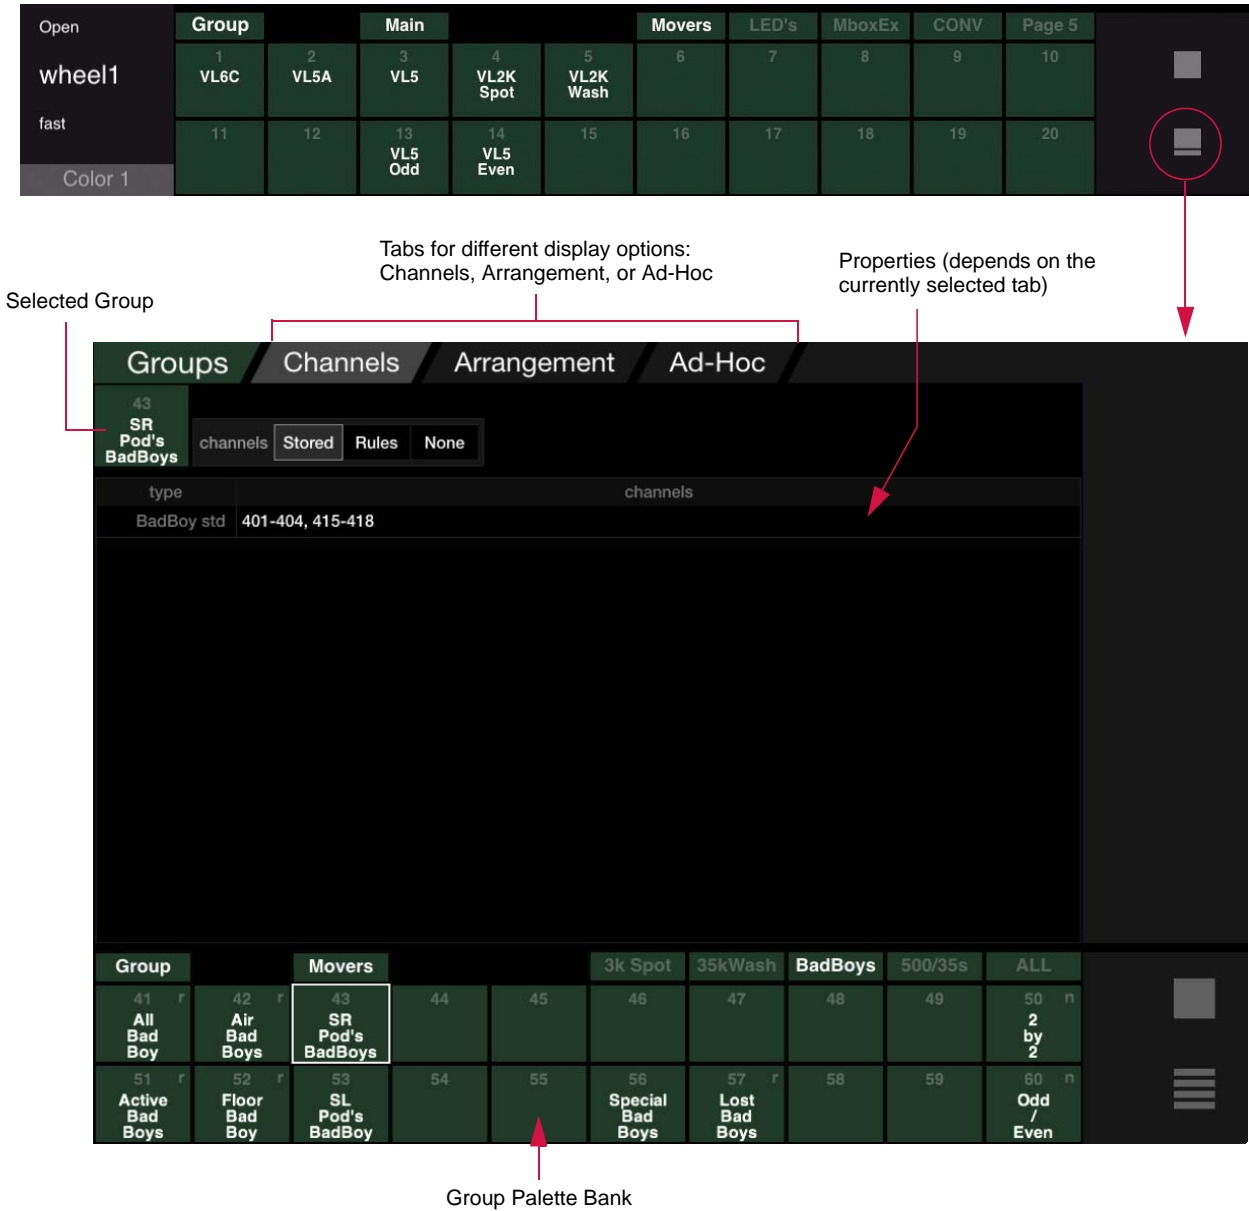 Open
wheel1
fast
Color 1
Group Main Movers LED's MboxEx CONV Page 5
1 VL6C
2 VL5A
3 VL5
4 VL2K Spot
5 VL2K Wash
6
7
8
9
10
11
12
13 VL5 Odd
14 VL5 Even
15
16
17
18
19
20
Tabs for different display options:
Channels, Arrangement, or Ad-Hoc
Properties (depends on the
currently selected tab)
Selected Group
Groups Channels Arrangement Ad-Hoc
43
SR
Pod's
BadBoys
channels Stored Rules None
type channels
BadBoy std 401-404, 415-418
Group Movers 3k Spot 35kWash BadBoys 500/35s ALL
41 r All Bad Boy
42 r Air Bad Boys
43 SR Pod's BadBoys
44
45
46
47
48
49
50 n 2 by 2
51 r Active Bad Boys
52 r Floor Bad Boy
53 SL Pod's BadBoy
54
55
56 Special Bad Boys
57 r Lost Bad Boys
58
59
60 n Odd / Even
Group Palette Bank